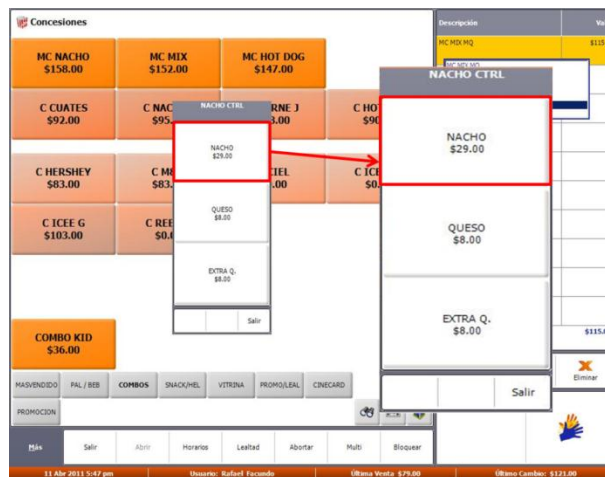 Concesiones
Descripción
MC MIX MQ
MC NACHO
$158.00
MC MIX
$152.00
MC HOT DOG
$147.00
C CUATES
$92.00
C HERSHEY
$83.00
C ICEE G
$103.00
COMBO KID
$36.00
NACHO CTRL
NACHO
$29.00
QUESO
$8.00
EXTRA Q.
$8.00
Salir
NACHO CTRL
NACHO
$29.00
QUESO
$8.00
EXTRA Q.
$8.00
Salir
Eliminar
MASVENDIDO
PAL / BEB
COMBOS
SNACK/HEL
VITRINA
PROMO/LEAL
CINECARD
PROMOCION
Más
Salir
Abrir
Horarios
Lealtad
Abortar
Multi
Bloquear
11 Abr 2011 5:47 pm
Usuario: Rafael Facundo
Última Venta $79.00
Último Cambio: $121.00